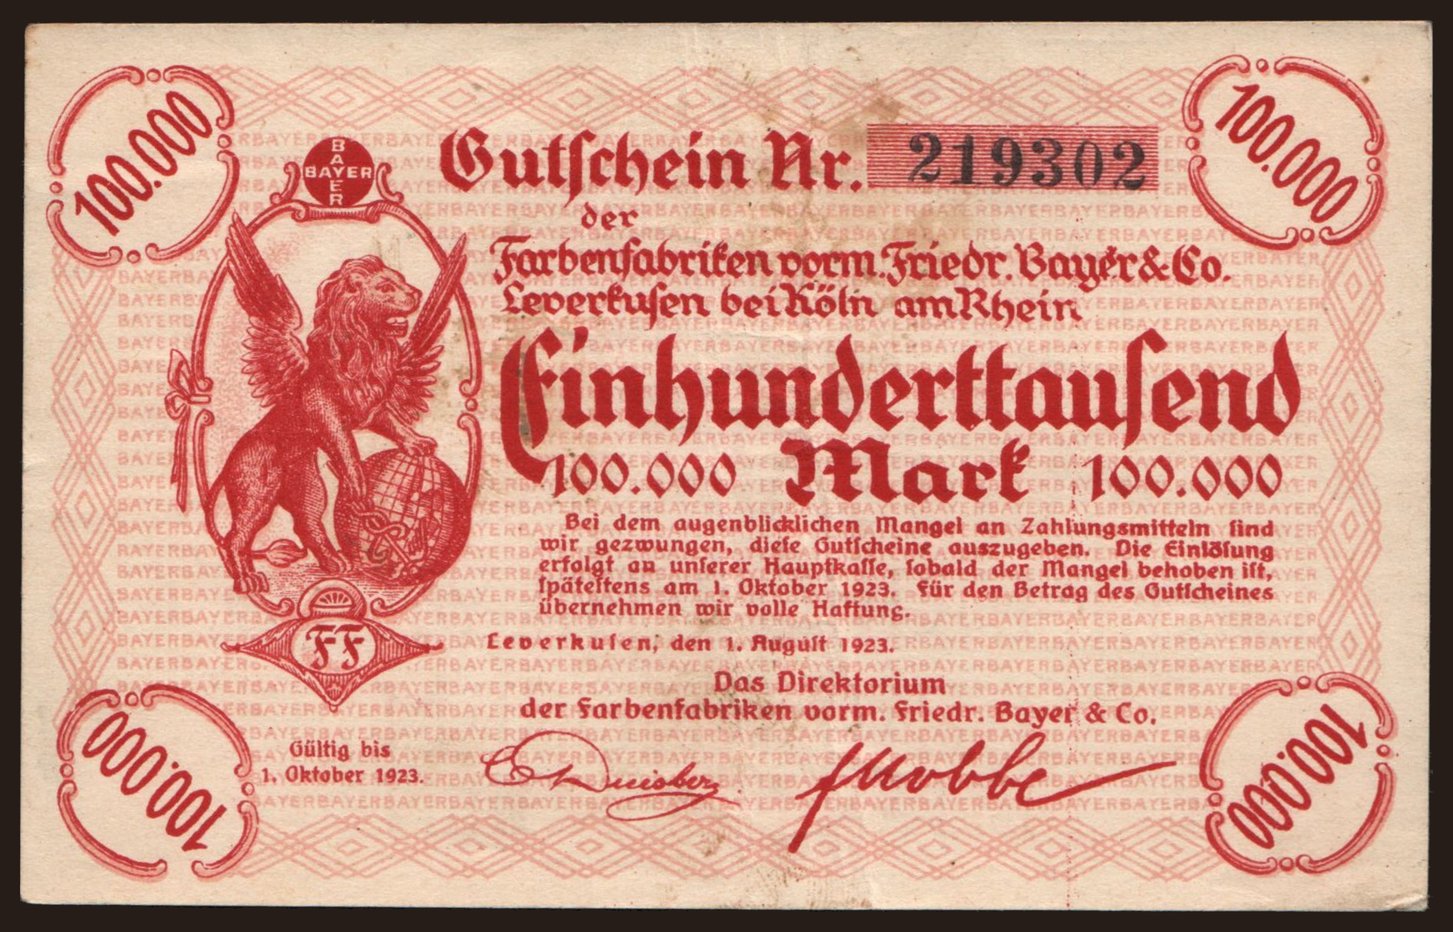 100.000
100.000
BAYER
BAYER
Gutschein Nr. 219302
der
Farbenfabriken vorm. Friedr. Bayer & Co.
Leverkusen bei Köln am Rhein
Einhunderttausend
100.000 Mark 100.000
Bei dem augenblicklichen Mangel an Zahlungsmitteln sind
wir gezwungen, diese Gutscheine auszugeben. Die Einlösung
erfolgt an unserer Hauptkasse, sobald der Mangel behoben ist,
spätestens am 1. Oktober 1923. Für den Betrag des Gutscheines
übernehmen wir volle Haftung.
Leverkusen, den 1. August 1923.
FF
Das Direktorium
der Farbenfabriken vorm. Friedr. Bayer & Co.
Gültig bis
1. Oktober 1923.
C Duisberg
100.000
100.000